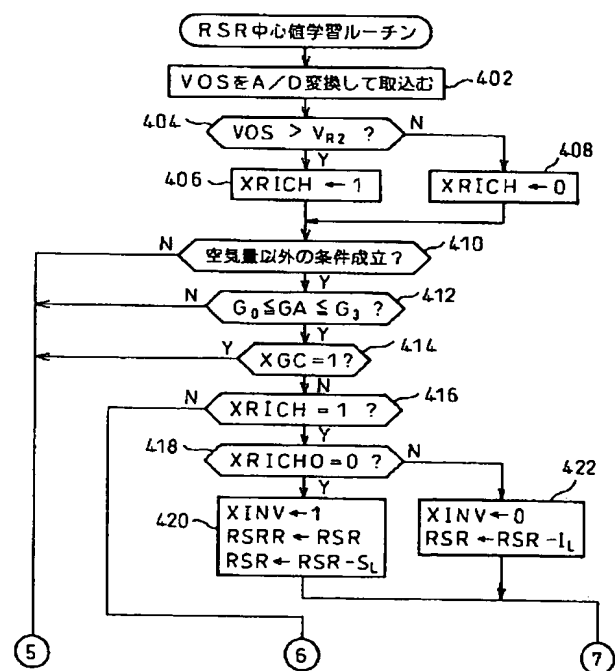 RSR中心値学習ルーチン
VOSをA/D変換して取込む
402
404
VOS > VR2 ?
N
Y
406
XRICH ← 1
408
XRICH ← 0
N
空気量以外の条件成立?
410
Y
N
G0≦GA≦G3 ?
412
Y
Y
XGC=1?
414
N
N
XRICH=1 ?
416
Y
418
XRICHO=0 ?
N
Y
420
XINV←1
RSRR←RSR
RSR←RSR-SL
422
XINV←0
RSR←RSR-IL
5
6
7